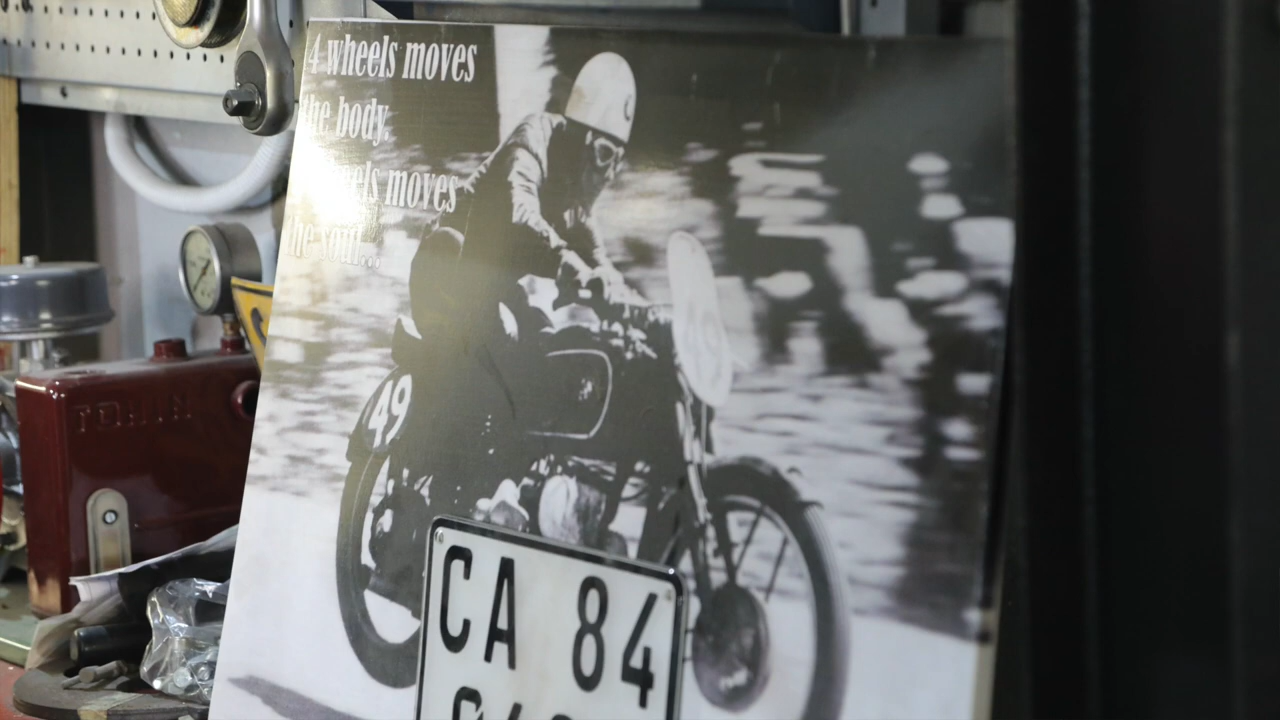 4 wheels moves
the body.
wheels moves
the soul...
49
CA 84